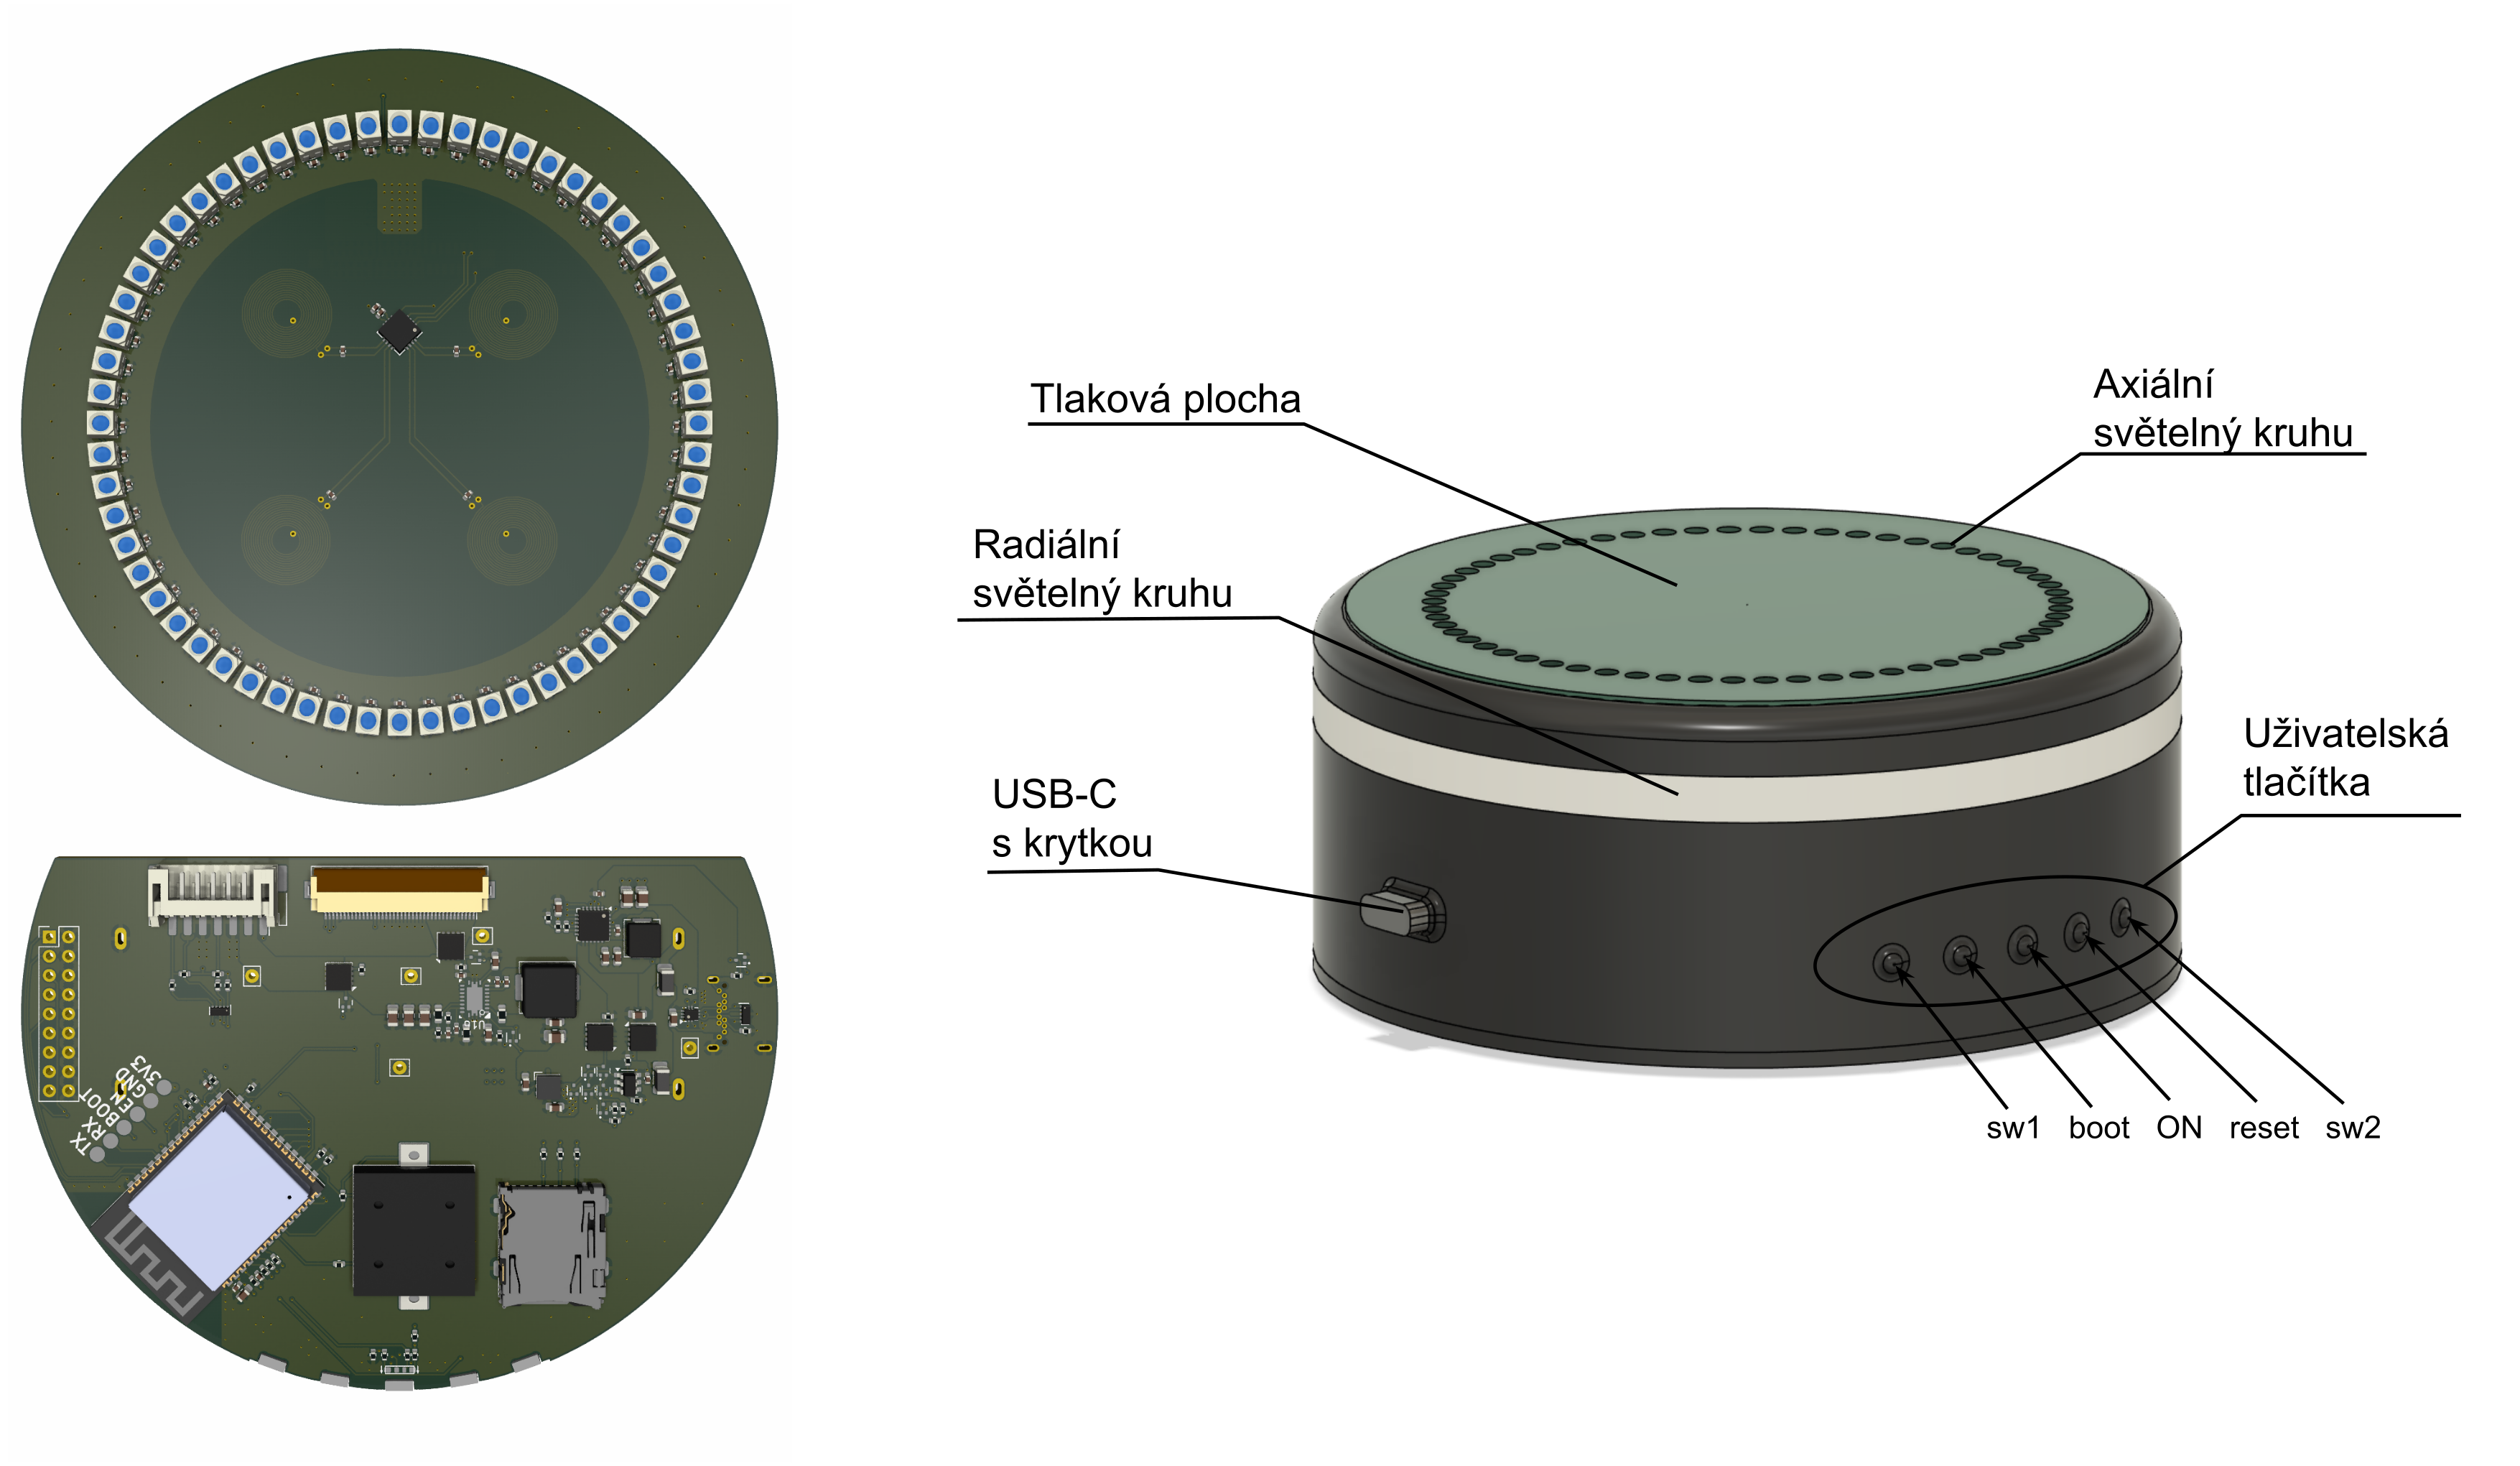 Tlaková plocha
Axiální
světelný kruhu
Radiální
světelný kruhu
Uživatelská
tlačítka
USB-C
s krytkou
sw1 boot ON reset sw2
3V3
GND
EN
BOOT
RX
TX